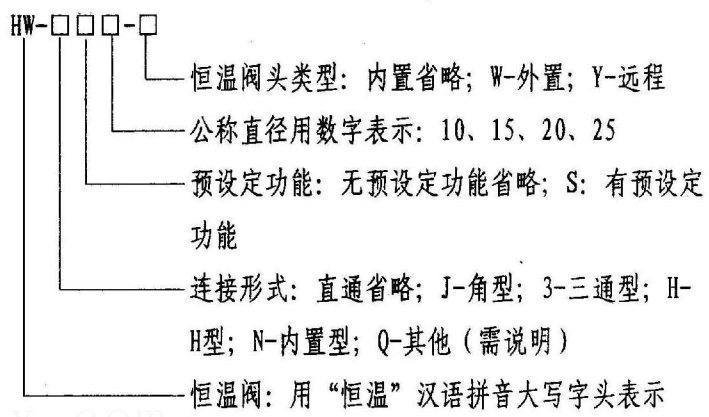 HW-□□□-□
恒温阀头类型：内置省略；W-外置；Y-远程
公称直径用数字表示：10、15、20、25
预设定功能：无预设定功能省略；S：有预设定
功能
连接形式：直通省略；J-角型；3-三通型；H-
H型；N-内置型；Q-其他（需说明）
恒温阀：用“恒温”汉语拼音大写字头表示